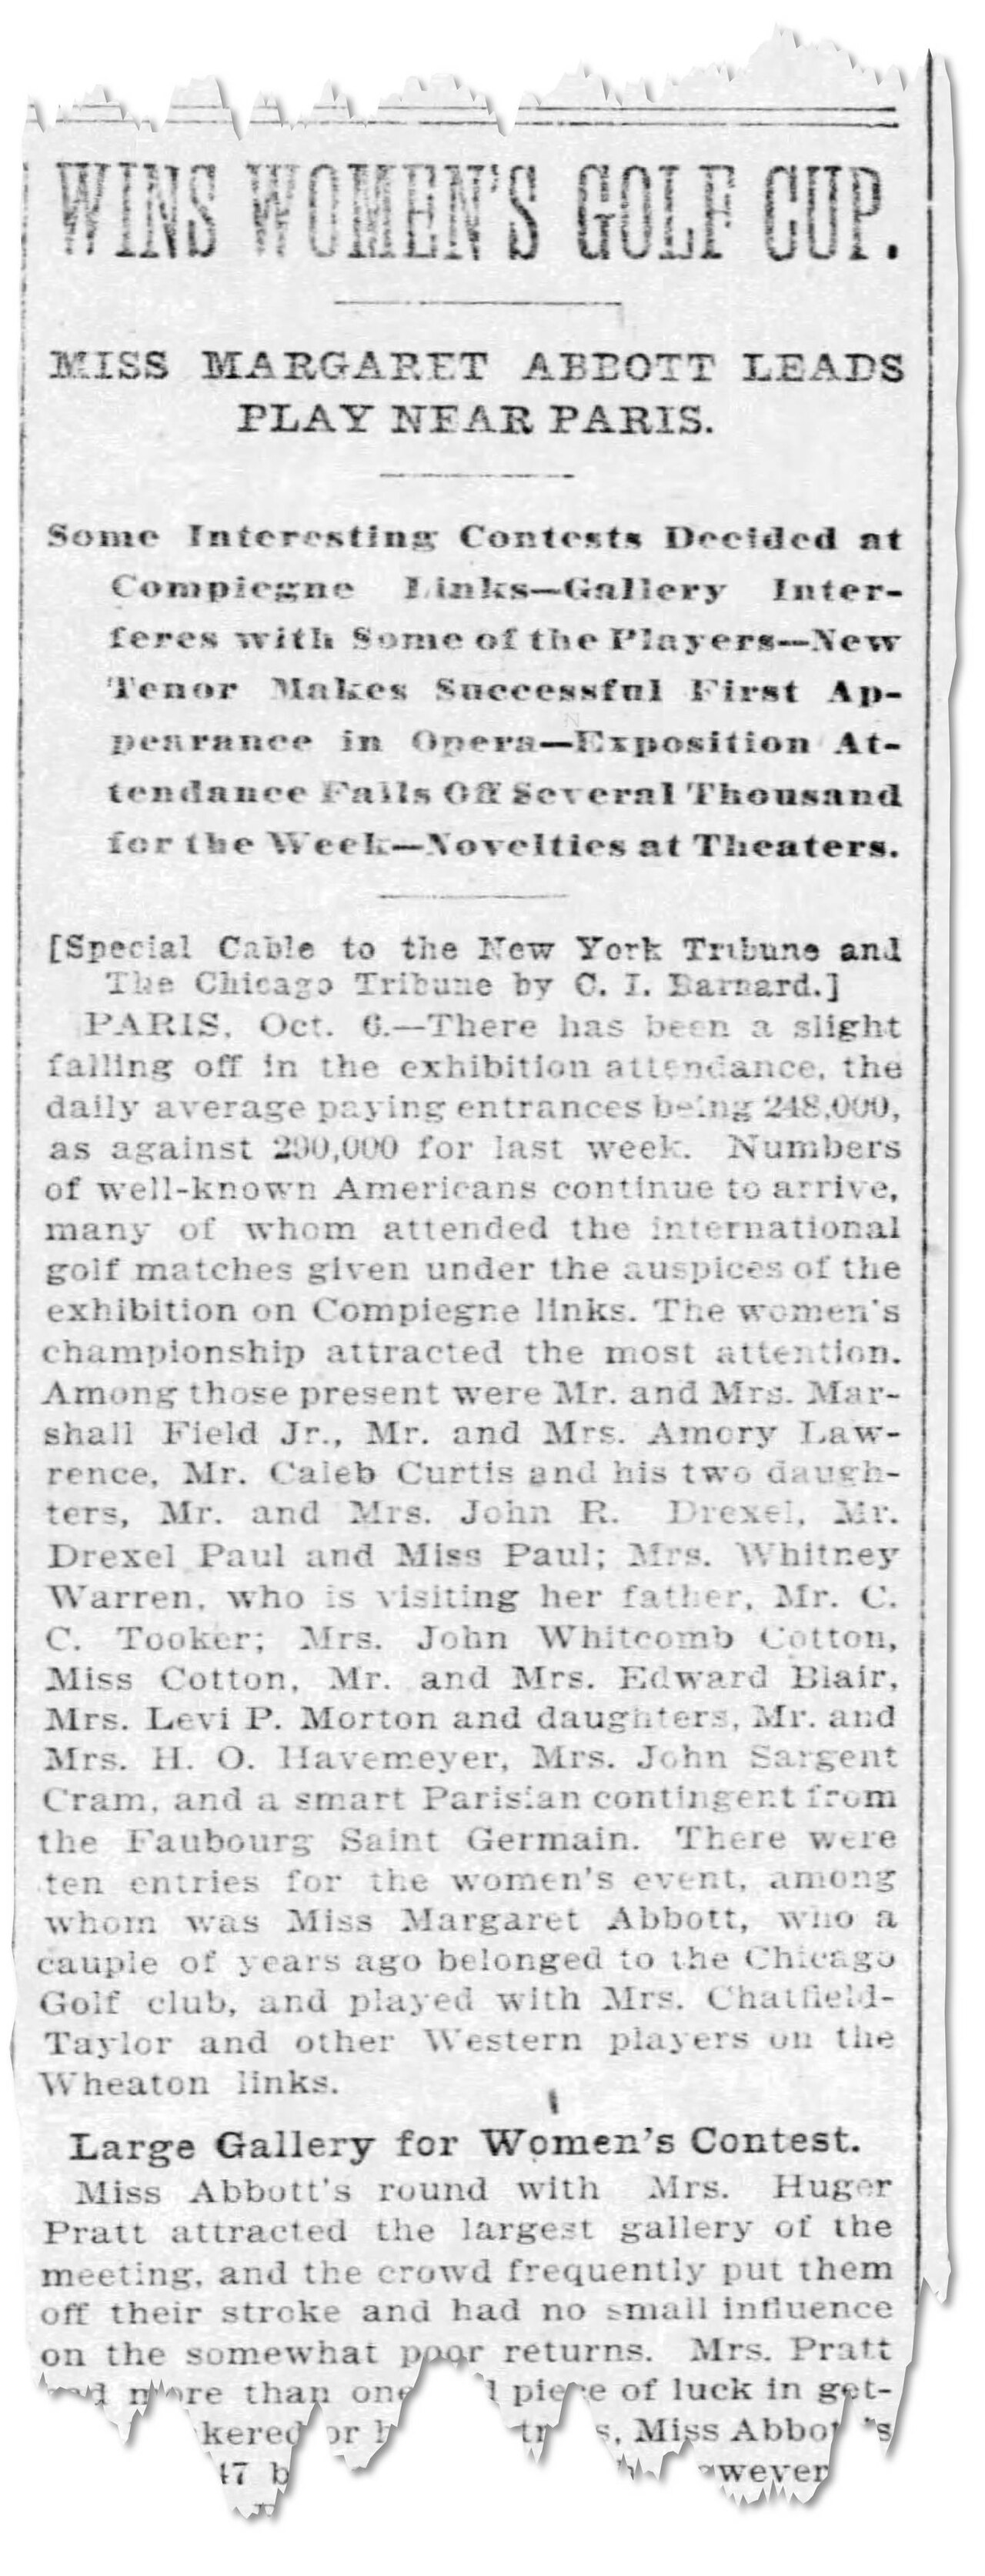 WINS WOMEN'S GOLF CUP.
MISS MARGARET ABBOTT LEADS
PLAY NEAR PARIS.
Some Interesting Contests Decided at
Compiegne Links—Gallery Inter-
feres with Some of the Players—New
Tenor Makes Successful First Ap-
pearance in Opera—Exposition At-
tendance Falls Off Several Thousand
for the Week—Novelties at Theaters.
[Special Cable to the New York Tribune and
The Chicago Tribune by C. I. Barnard.]
PARIS, Oct. 6.—There has been a slight
falling off in the exhibition attendance, the
daily average paying entrances being 248,000,
as against 290,000 for last week. Numbers
of well-known Americans continue to arrive,
many of whom attended the international
golf matches given under the auspices of the
exhibition on Compiegne links. The women's
championship attracted the most attention.
Among those present were Mr. and Mrs. Mar-
shall Field Jr., Mr. and Mrs. Amory Law-
rence, Mr. Caleb Curtis and his two daugh-
ters, Mr. and Mrs. John R. Drexel, Mr.
Drexel Paul and Miss Paul; Mrs. Whitney
Warren, who is visiting her father, Mr. C.
C. Tooker; Mrs. John Whitcomb Cotton,
Miss Cotton, Mr. and Mrs. Edward Blair,
Mrs. Levi P. Morton and daughters, Mr. and
Mrs. H. O. Havemeyer, Mrs. John Sargent
Cram, and a smart Parisian contingent from
the Faubourg Saint Germain. There were
ten entries for the women's event, among
whom was Miss Margaret Abbott, who a
cauple of years ago belonged to the Chicago
Golf club, and played with Mrs. Chatfield-
Taylor and other Western players on the
Wheaton links.
Large Gallery for Women's Contest.
Miss Abbott's round with Mrs. Huger
Pratt attracted the largest gallery of the
meeting, and the crowd frequently put them
off their stroke and had no small influence
on the somewhat poor returns. Mrs. Pratt
more than one piece of luck in get-
kered or Miss Abbott's
47